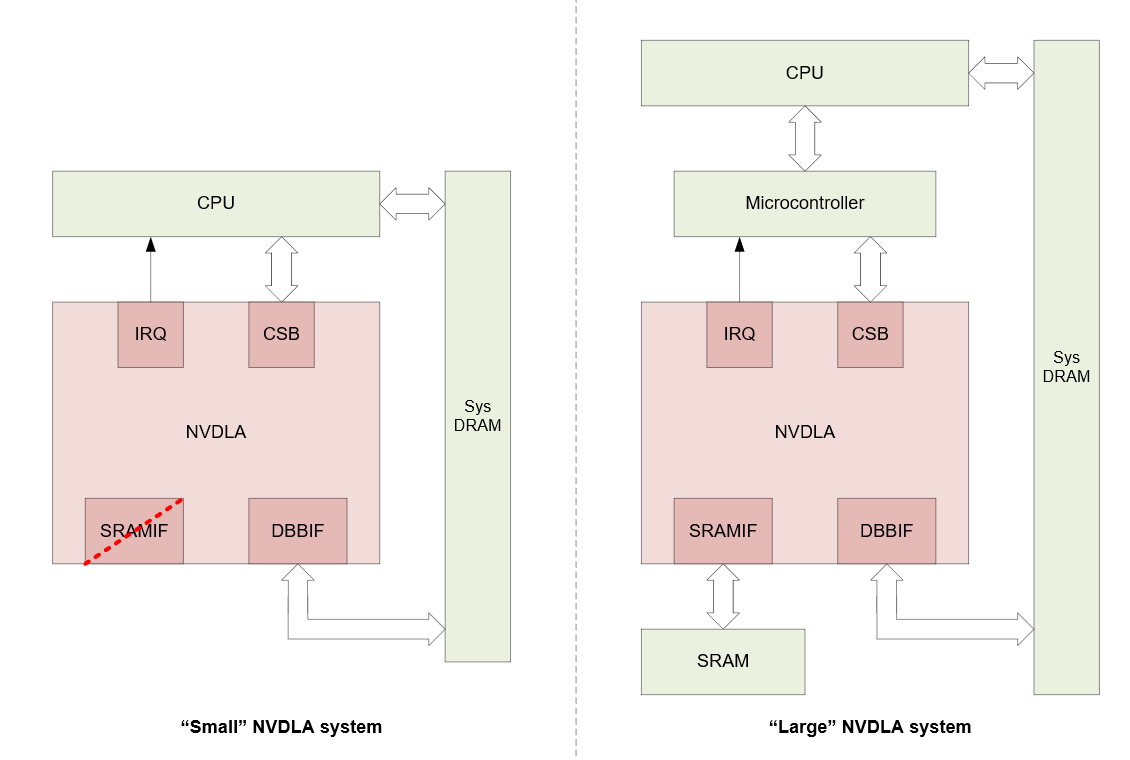 CPU
IRQ
CSB
NVDLA
SRAMIF
DBBIF
Sys
DRAM
“Small” NVDLA system
CPU
Microcontroller
IRQ
CSB
NVDLA
SRAMIF
DBBIF
SRAM
Sys
DRAM
“Large” NVDLA system